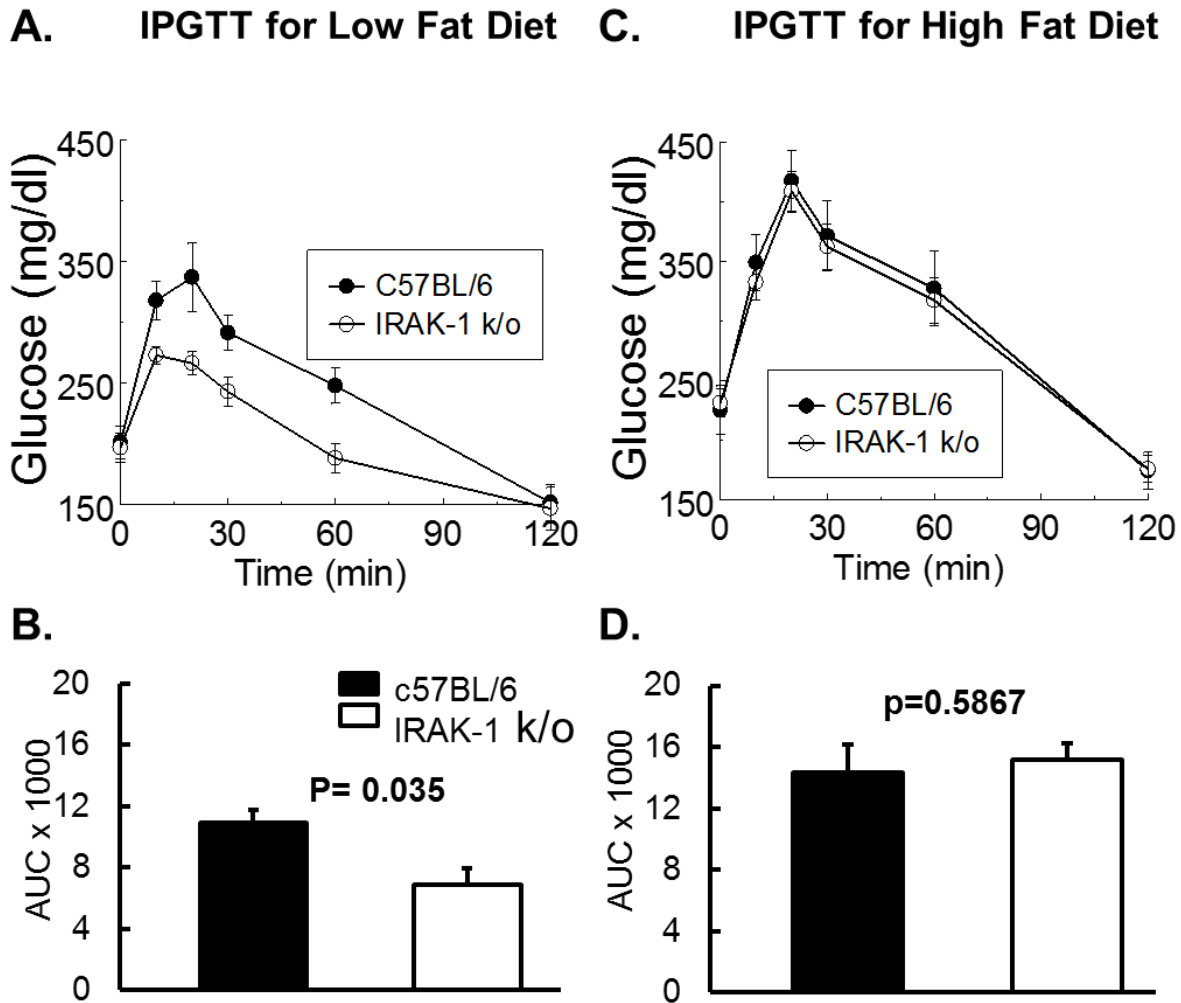 A. IPGTT for Low Fat Diet
450
350
250
150
Glucose (mg/dl)
C57BL/6
IRAK-1 k/o
0 30 60 90 120
Time (min)
C. IPGTT for High Fat Diet
450
350
250
150
Glucose (mg/dl)
C57BL/6
IRAK-1 k/o
0 30 60 90 120
Time (min)
B.
20
16
12
8
4
0
AUC x 1000
c57BL/6
IRAK-1 k/o
P= 0.035
D.
20
16
12
8
4
0
AUC x 1000
p=0.5867